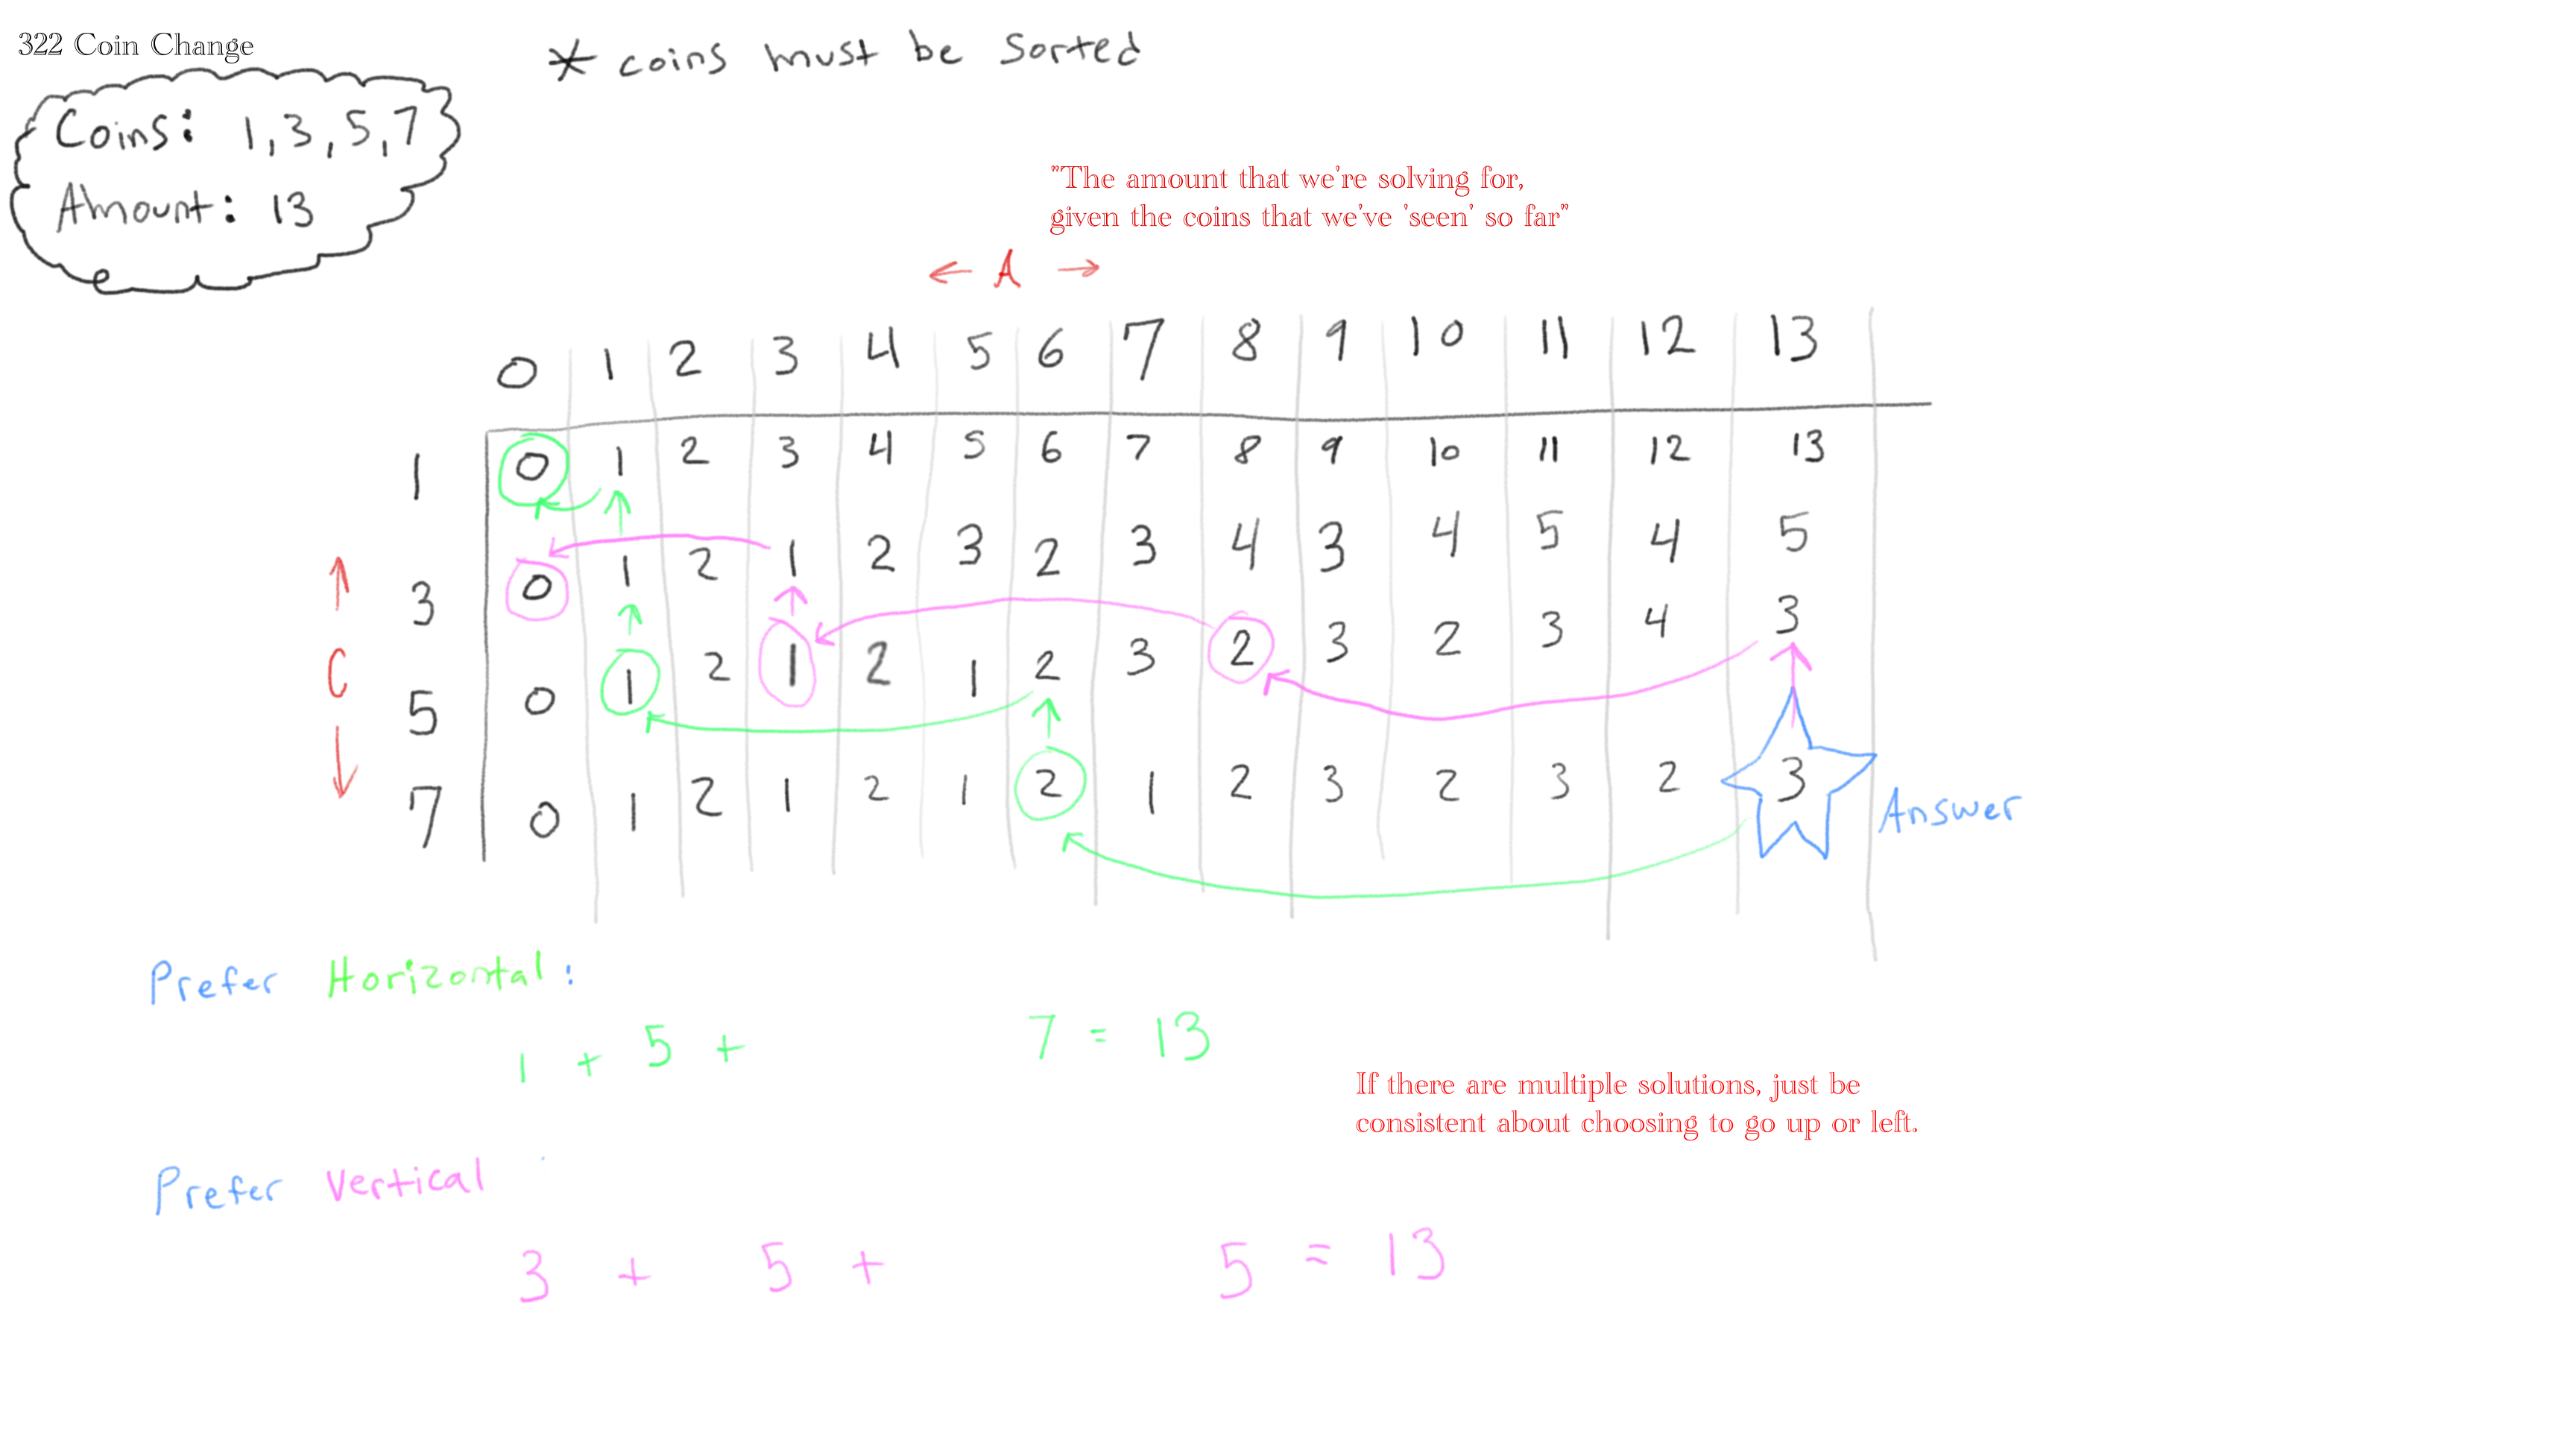 322 Coin Change
* coins must be sorted
Coins: 1,3,5,7
Amount: 13
"The amount that we're solving for,
given the coins that we've 'seen' so far"
← A →
0 1 2 3 4 5 6 7 8 9 10 11 12 13
1 0 1 2 3 4 5 6 7 8 9 10 11 12 13
3 0 1 2 1 2 3 2 3 4 3 4 5 4 5
C
5 0 1 2 1 2 1 2 3 2 3 2 3 4 3
7 0 1 2 1 2 1 2 1 2 3 2 3 2 3
Answer
Prefer Horizontal:
1 + 5 + 7 = 13
If there are multiple solutions, just be
consistent about choosing to go up or left.
Prefer Vertical
3 + 5 + 5 = 13